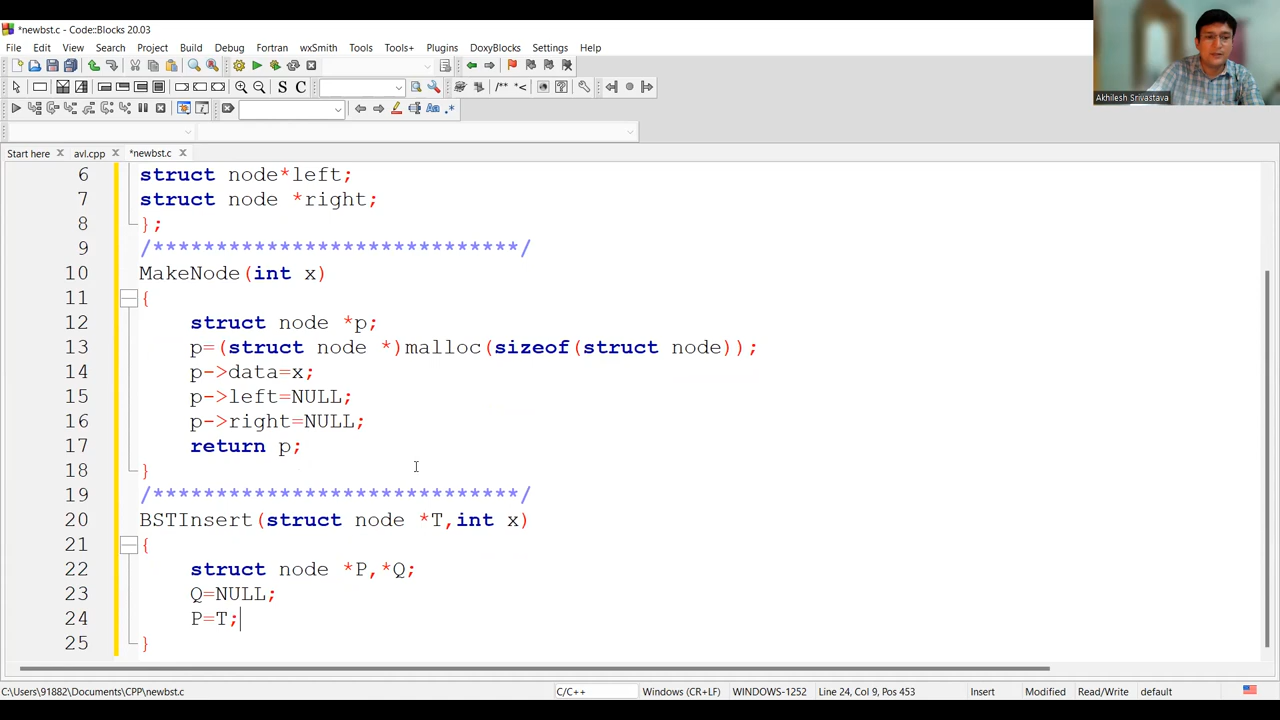 *newbst.c - Code::Blocks 20.03
File Edit View Search Project Build Debug Fortran wxSmith Tools Tools+ Plugins DoxyBlocks Settings Help
Akhilesh Srivastava
Start here avl.cpp *newbst.c
6 struct node*left;
7 struct node *right;
8 };
9 /*****************************/
10 MakeNode(int x)
11 {
12 struct node *p;
13 p=(struct node *)malloc(sizeof(struct node));
14 p->data=x;
15 p->left=NULL;
16 p->right=NULL;
17 return p;
18 }
19 /*****************************/
20 BSTInsert(struct node *T,int x)
21 {
22 struct node *P,*Q;
23 Q=NULL;
24 P=T;
25 }
C:\Users\91882\Documents\CPP\newbst.c C/C++ Windows (CR+LF) WINDOWS-1252 Line 24, Col 9, Pos 453 Insert Modified Read/Write default